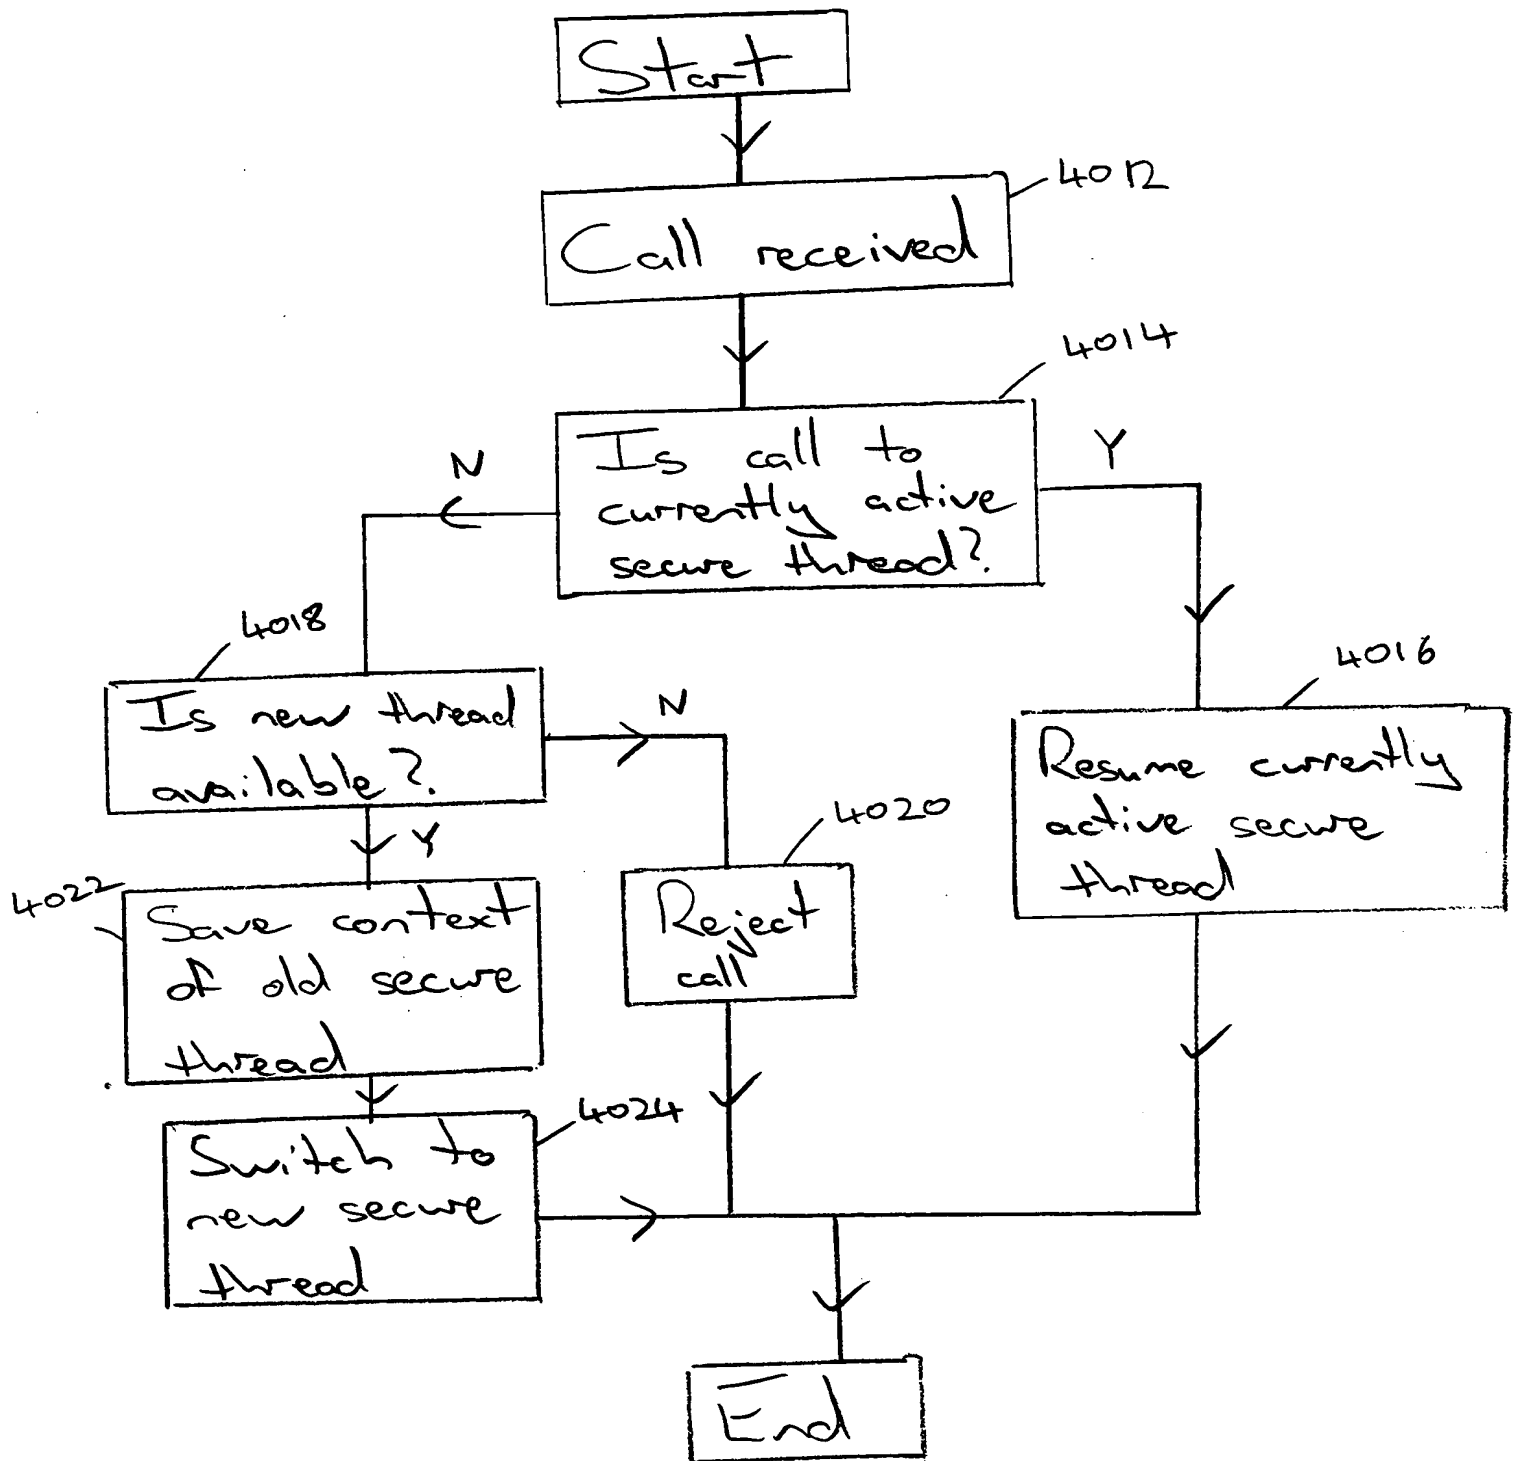 Start
4012
Call received
4014
Is call to
currently active
secure thread?
N
Y
4018
Is new thread
available?
N
Y
4016
Resume currently
active secure
thread
4020
Reject
call
4022
Save context
of old secure
thread
4024
Switch to
new secure
thread
End